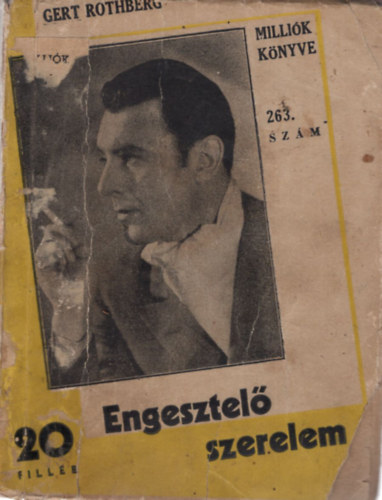 GERT ROTHBERG
MILLIÓK
KÖNYVE
263.
SZÁM
Engesztelő
szerelem
20
FILLÉR